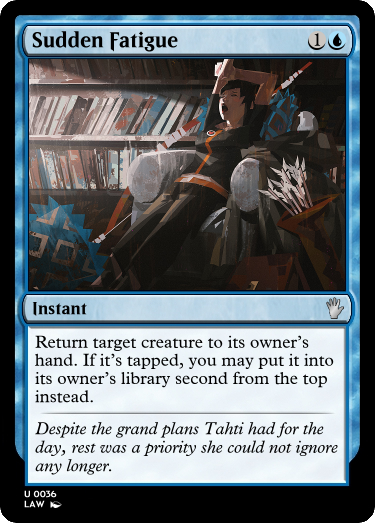 Sudden Fatigue 1
Instant
Return target creature to its owner's
hand. If it's tapped, you may put it into
its owner's library second from the top
instead.
Despite the grand plans Tahti had for the
day, rest was a priority she could not ignore
any longer.
U 0036
LAW